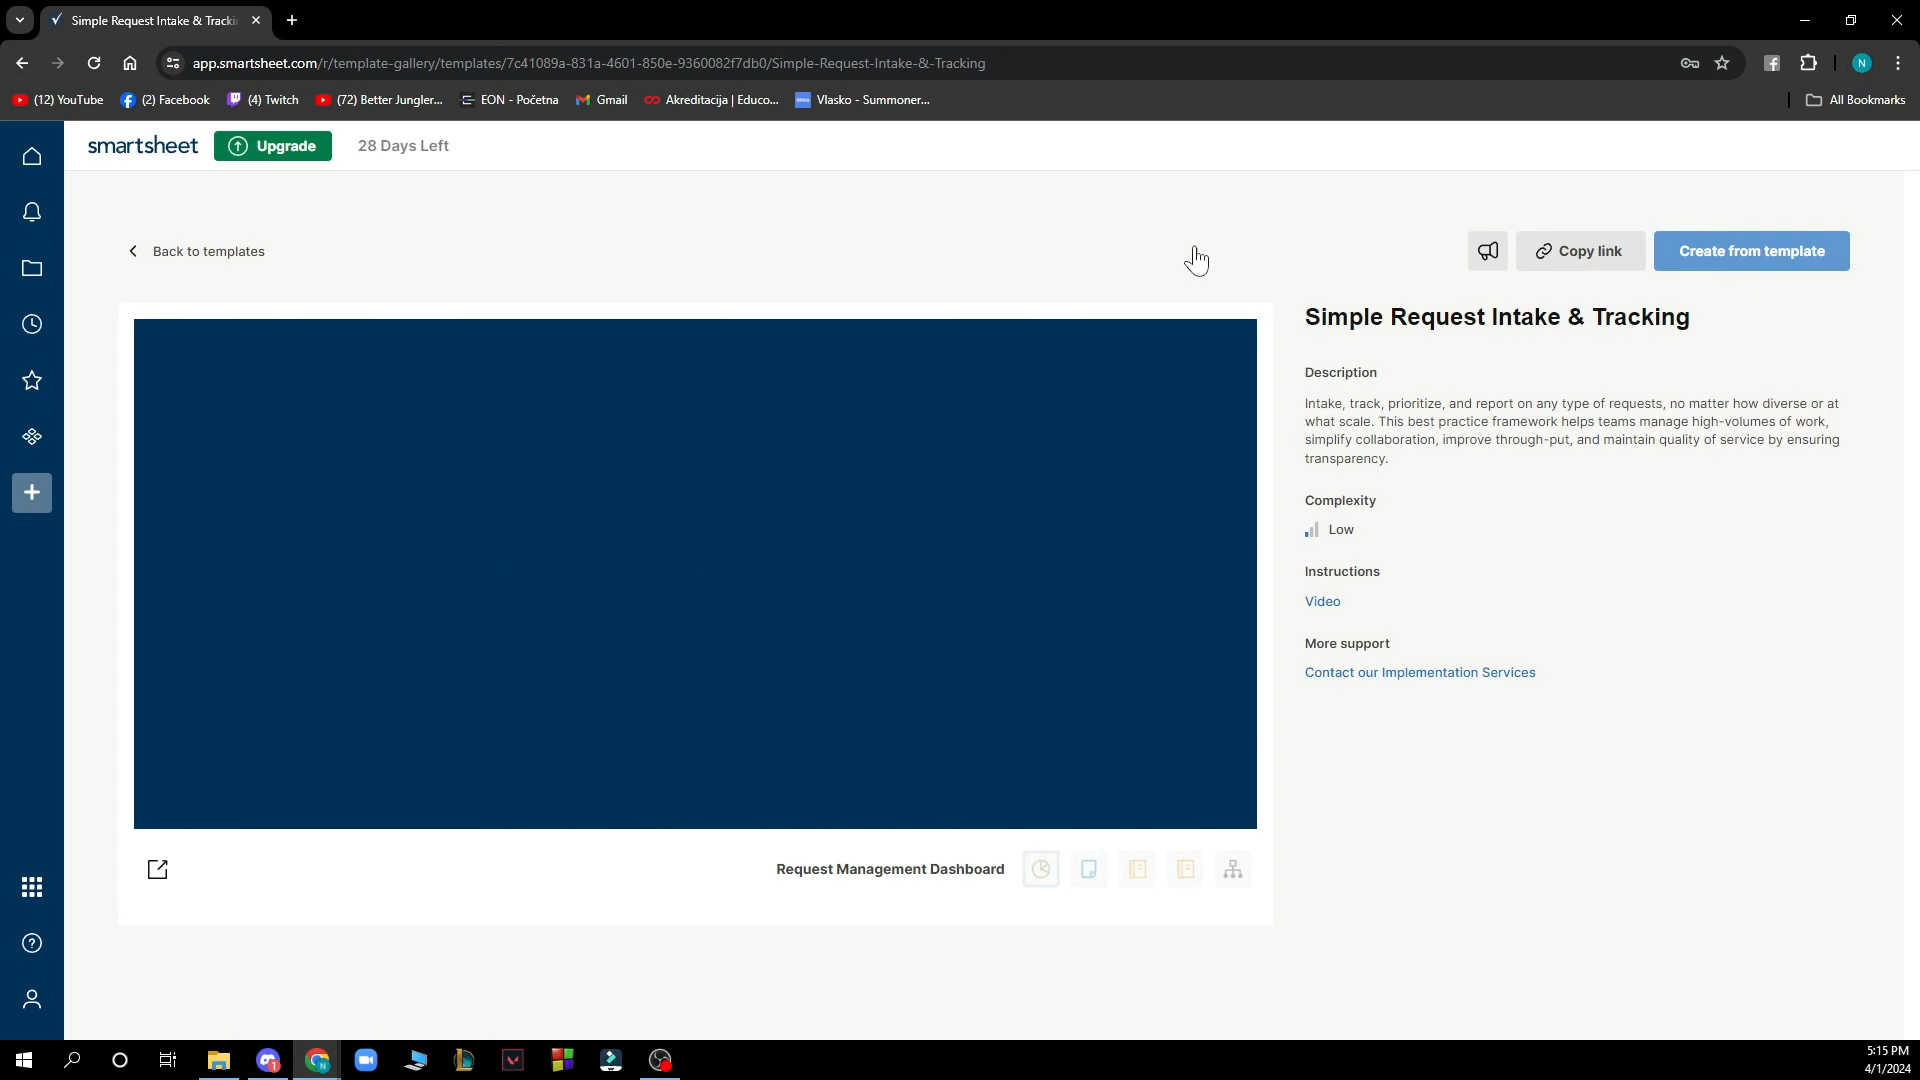 Simple Request Intake & Tracki
app.smartsheet.com/r/template-gallery/templates/7c41089a-831a-4601-850e-9360082f7db0/Simple-Request-Intake-&-Tracking
N
(12) YouTube
(2) Facebook
(4) Twitch
(72) Better Jungler...
EON - Početna
Gmail
Akreditacija | Educo...
Vlasko - Summoner...
All Bookmarks
smartsheet
Upgrade
28 Days Left
Back to templates
Copy link
Create from template
Simple Request Intake & Tracking
Description
Intake, track, prioritize, and report on any type of requests, no matter how diverse or at
what scale. This best practice framework helps teams manage high-volumes of work,
simplify collaboration, improve through-put, and maintain quality of service by ensuring
transparency.
Complexity
Low
Instructions
Video
More support
Contact our Implementation Services
Request Management Dashboard
5:15 PM
4/1/2024